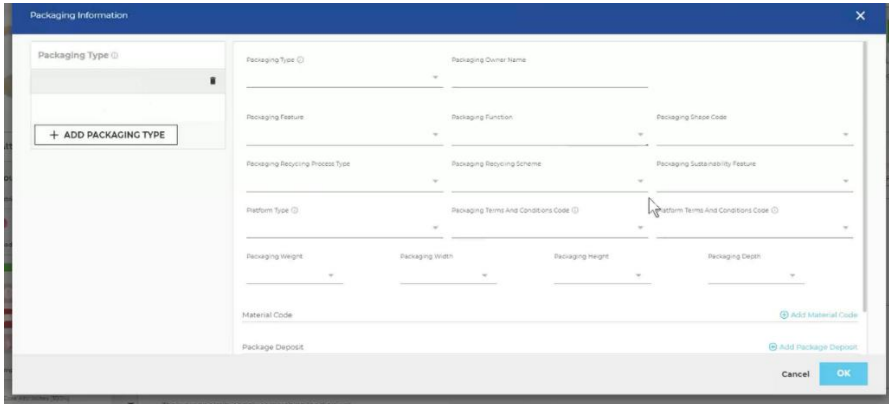 Packaging Information
Packaging Type
+ ADD PACKAGING TYPE
Packaging Type
Packaging Owner Name
Packaging Feature
Packaging Function
Packaging Shape Code
Packaging Recycling Process Type
Packaging Recycling Scheme
Packaging Sustainability Feature
Platform Type
Packaging Terms And Conditions Code
Platform Terms And Conditions Code
Packaging Weight
Packaging Width
Packaging Height
Packaging Depth
Material Code
Add Material Code
Package Deposit
Add Package Deposit
Cancel
OK